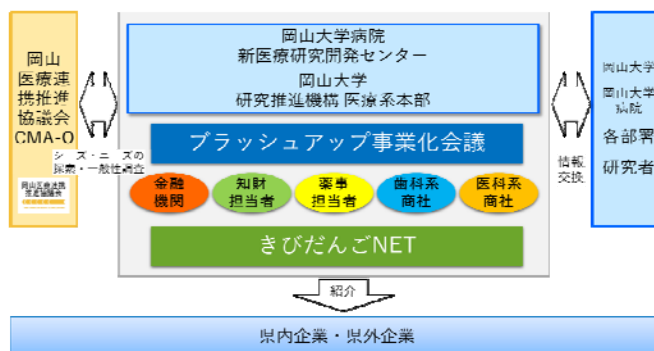 岡山
医療連
携推進
協議会
CMA-O
シーズ・ニーズの
探索・一般性調査
岡山大学病院
新医療研究開発センター
岡山大学
研究推進機構 医療系本部
ブラッシュアップ事業化会議
金融
機関
知財
担当者
薬事
担当者
歯科系
商社
医科系
商社
きびだんごNET
情報
交換
岡山大学
岡山大学
病院
各部署
研究者
紹介
県内企業・県外企業